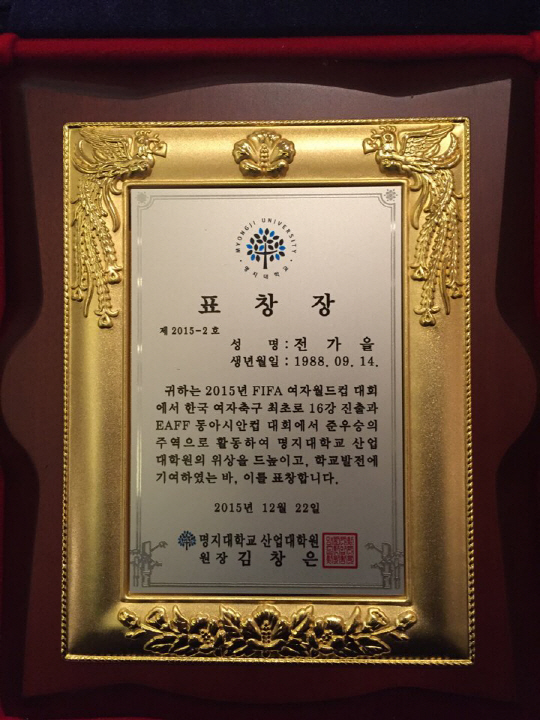 MYONGJI UNIVERSITY
명지대학교
표창장
제 2015-2 호
성 명 : 전 가 을
생년월일 : 1988. 09. 14.
귀하는 2015년 FIFA 여자월드컵 대회
에서 한국 여자축구 최초로 16강 진출과
EAFF 동아시안컵 대회에서 준우승의
주역으로 활동하여 명지대학교 산업
대학원의 위상을 드높이고, 학교발전에
기여하였는 바, 이를 표창합니다.
2015년 12월 22일
명지대학교 산업대학원
원장 김 창 은